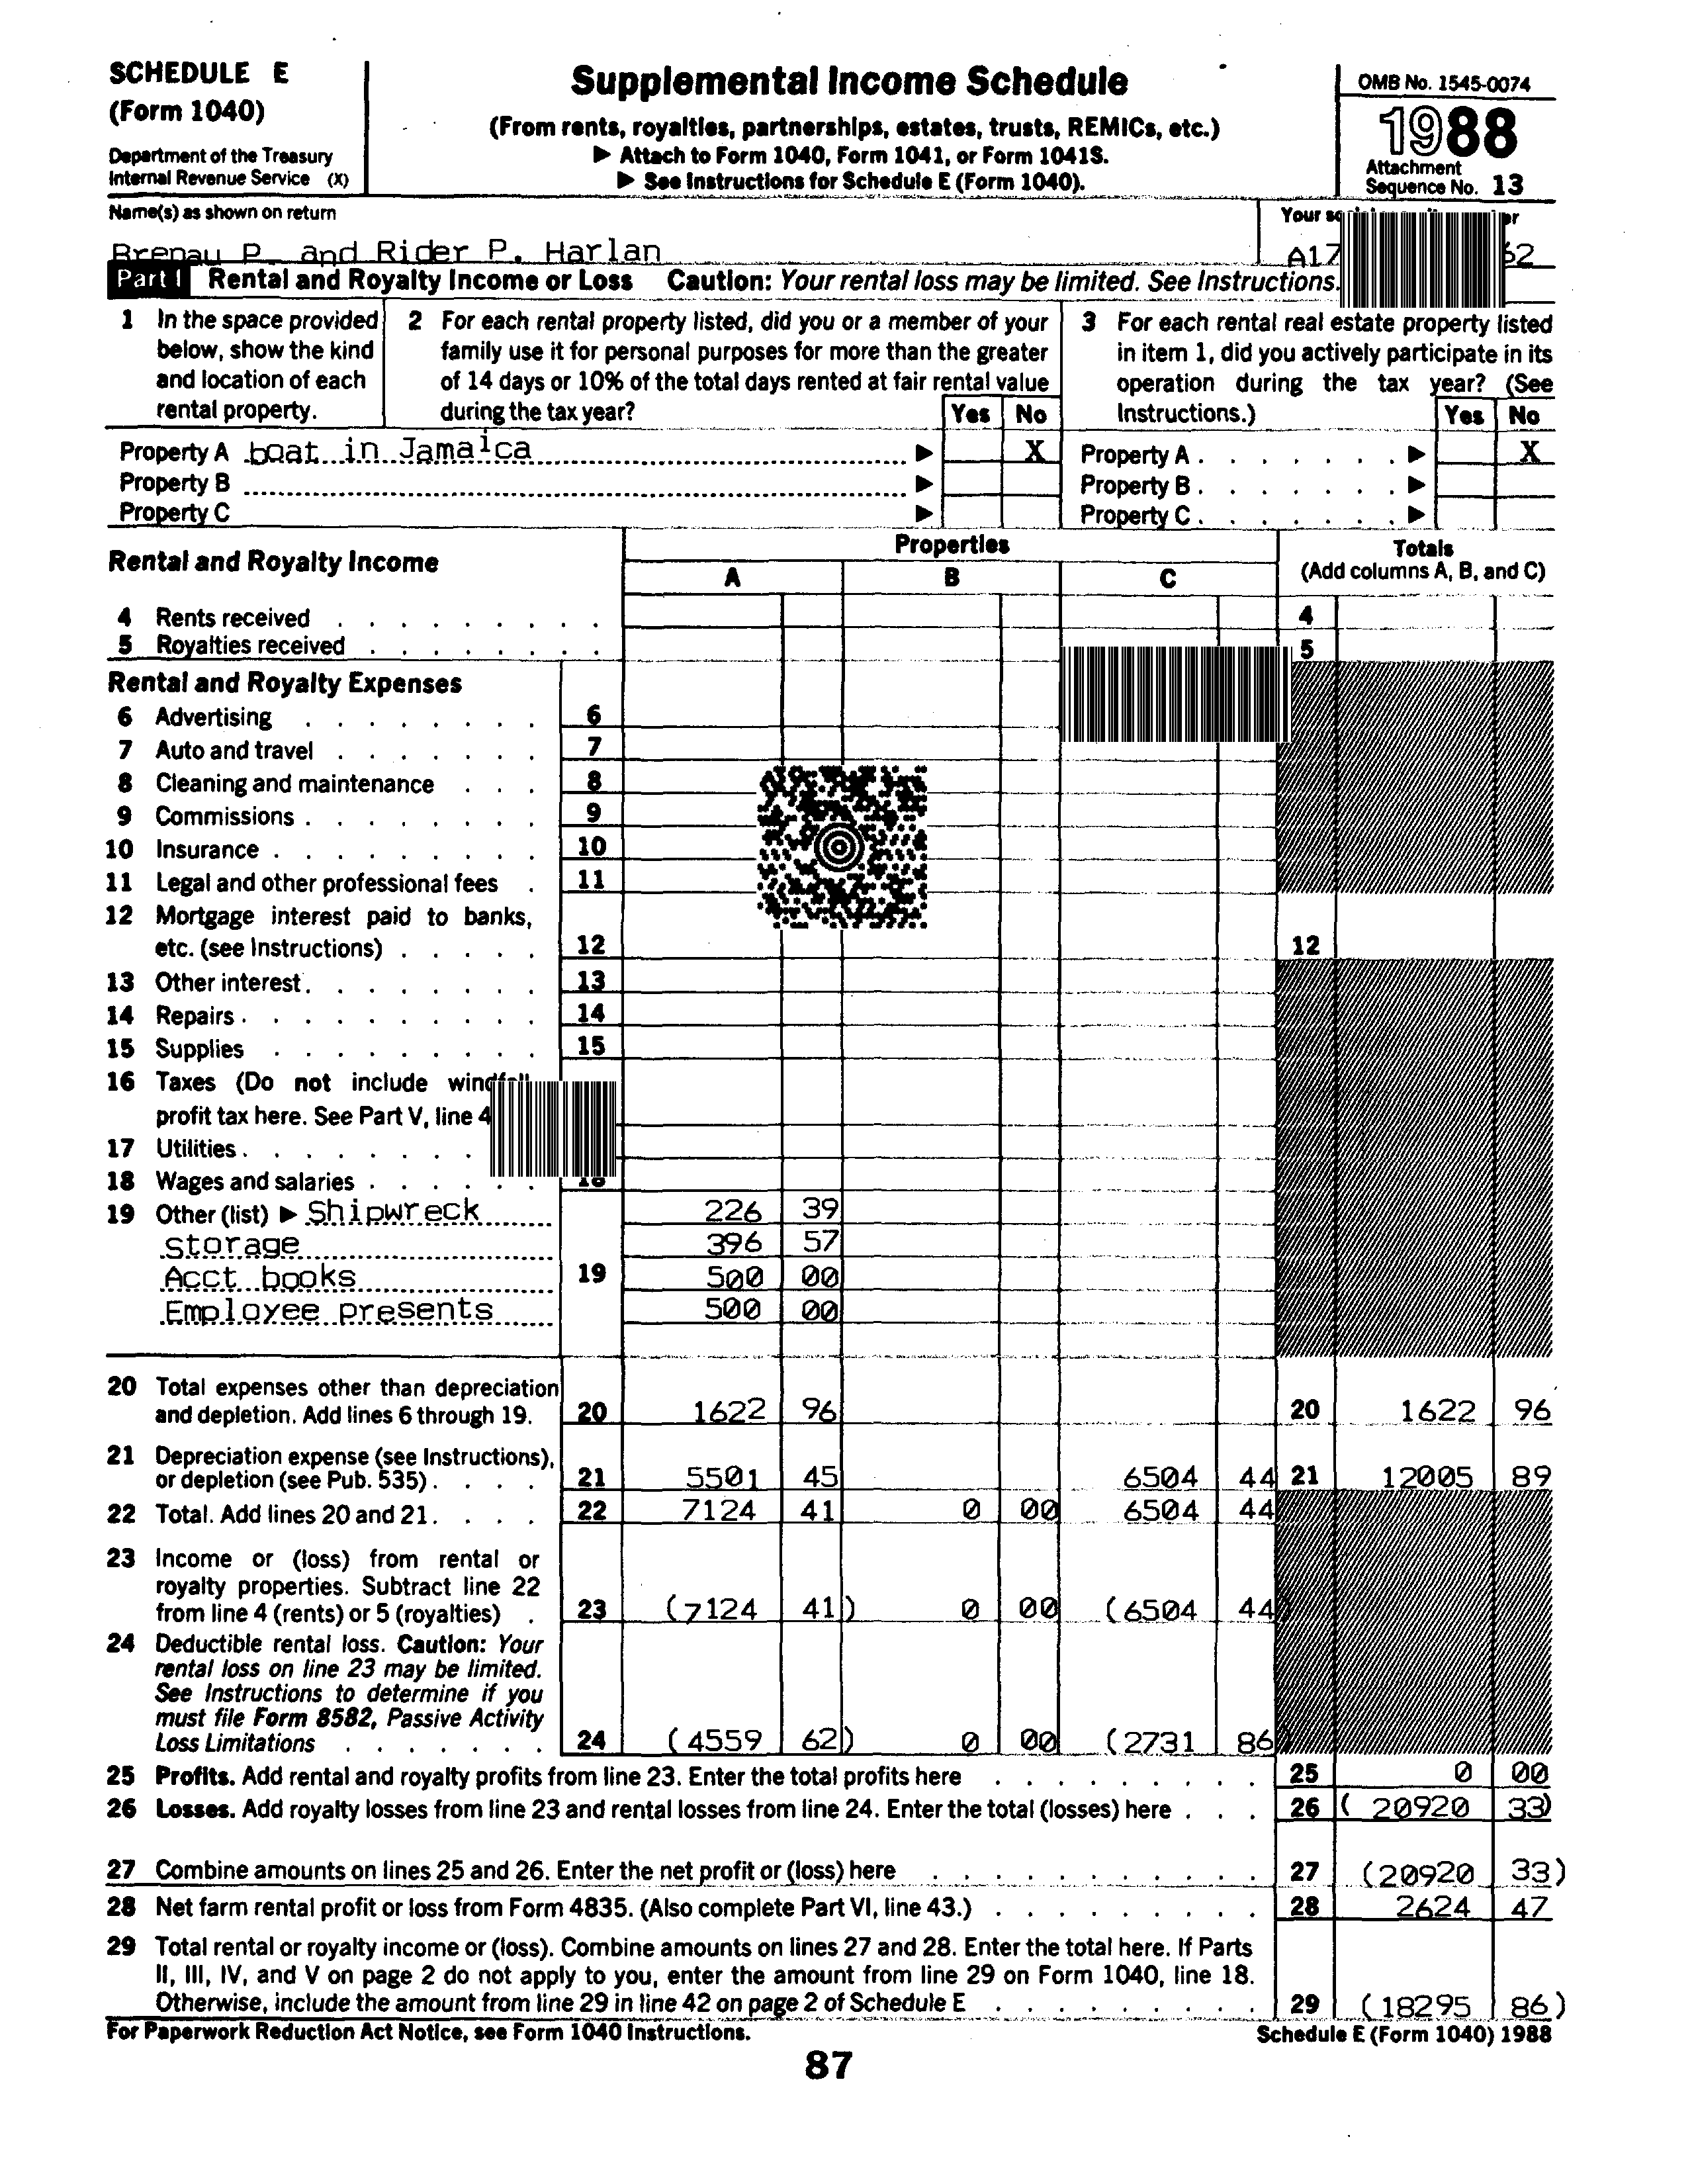 SCHEDULE E
(Form 1040)
Department of the Treasury
Internal Revenue Service (X)
Supplemental Income Schedule
(From rents, royalties, partnerships, estates, trusts, REMICs, etc.)
▶ Attach to Form 1040, Form 1041, or Form 1041S.
▶ See Instructions for Schedule E (Form 1040).
OMB No. 1545-0074
1988
Attachment
Sequence No. 13
Name(s) as shown on return
Your
Brenau P. and Rider P. Harlan
A17 62
Part I Rental and Royalty Income or Loss Caution: Your rental loss may be limited. See Instructions.
1 In the space provided
below, show the kind
and location of each
rental property.
2 For each rental property listed, did you or a member of your
family use it for personal purposes for more than the greater
of 14 days or 10% of the total days rented at fair rental value
during the tax year? Yes No
3 For each rental real estate property listed
in item 1, did you actively participate in its
operation during the tax year? (See
Instructions.) Yes No
Property A boat in Jamaica ▶ X Property A ▶ X
Property B ▶ Property B ▶
Property C ▶ Property C ▶
Rental and Royalty Income
Properties
A B C
Totals
(Add columns A, B, and C)
4 Rents received 4
5 Royalties received 5
Rental and Royalty Expenses
6 Advertising 6
7 Auto and travel 7
8 Cleaning and maintenance 8
9 Commissions 9
10 Insurance 10
11 Legal and other professional fees 11
12 Mortgage interest paid to banks,
etc. (see Instructions) 12 12
13 Other interest 13
14 Repairs 14
15 Supplies 15
16 Taxes (Do not include windfall
profit tax here. See Part V, line 4
17 Utilities
18 Wages and salaries 18
19 Other (list) ▶ Shipwreck 226 39
storage 396 57
Acct books 19 500 00
Employee presents 500 00
20 Total expenses other than depreciation
and depletion. Add lines 6 through 19. 20 1622 96 20 1622 96
21 Depreciation expense (see Instructions),
or depletion (see Pub. 535) 21 5501 45 6504 44 21 12005 89
22 Total. Add lines 20 and 21. 22 7124 41 0 00 6504 44
23 Income or (loss) from rental or
royalty properties. Subtract line 22
from line 4 (rents) or 5 (royalties) 23 (7124 41) 0 00 (6504 44)
24 Deductible rental loss. Caution: Your
rental loss on line 23 may be limited.
See Instructions to determine if you
must file Form 8582, Passive Activity
Loss Limitations 24 (4559 62) 0 00 (2731 86)
25 Profits. Add rental and royalty profits from line 23. Enter the total profits here 25 0 00
26 Losses. Add royalty losses from line 23 and rental losses from line 24. Enter the total (losses) here 26 ( 20920 33)
27 Combine amounts on lines 25 and 26. Enter the net profit or (loss) here 27 (20920 33)
28 Net farm rental profit or loss from Form 4835. (Also complete Part VI, line 43.) 28 2624 47
29 Total rental or royalty income or (loss). Combine amounts on lines 27 and 28. Enter the total here. If Parts
II, III, IV, and V on page 2 do not apply to you, enter the amount from line 29 on Form 1040, line 18.
Otherwise, include the amount from line 29 in line 42 on page 2 of Schedule E 29 (18295 86)
For Paperwork Reduction Act Notice, see Form 1040 Instructions.
Schedule E (Form 1040) 1988
87